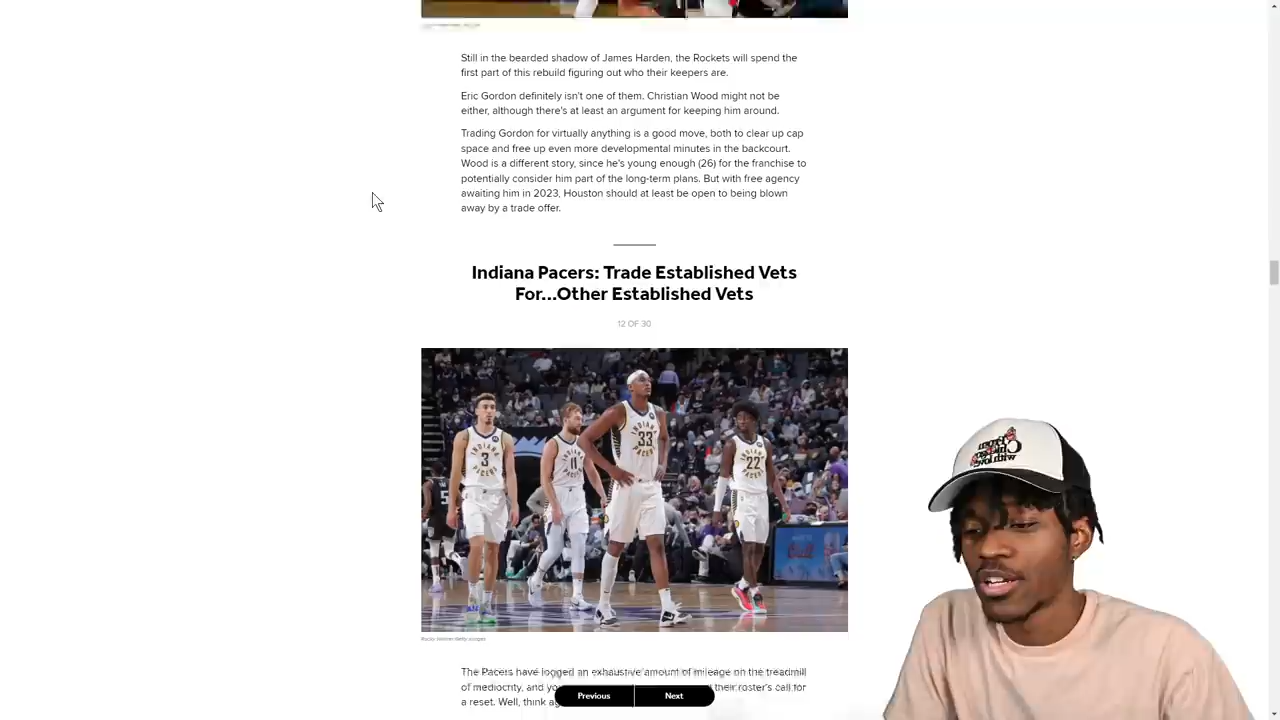 Still in the bearded shadow of James Harden, the Rockets will spend the
first part of this rebuild figuring out who their keepers are.
Eric Gordon definitely isn't one of them. Christian Wood might not be
either, although there's at least an argument for keeping him around.
Trading Gordon for virtually anything is a good move, both to clear up cap
space and free up even more developmental minutes in the backcourt.
Wood is a different story, since he's young enough (26) for the franchise to
potentially consider him part of the long-term plans. But with free agency
awaiting him in 2023, Houston should at least be open to being blown
away by a trade offer.
Indiana Pacers: Trade Established Vets
For...Other Established Vets
12 OF 30
3
11
INDIANA
33
PACERS
22
The Pacers have logged an exhaustive amount of mileage on the treadmill
of mediocrity, and their roster's call for
a reset. Well, think
Previous
Next